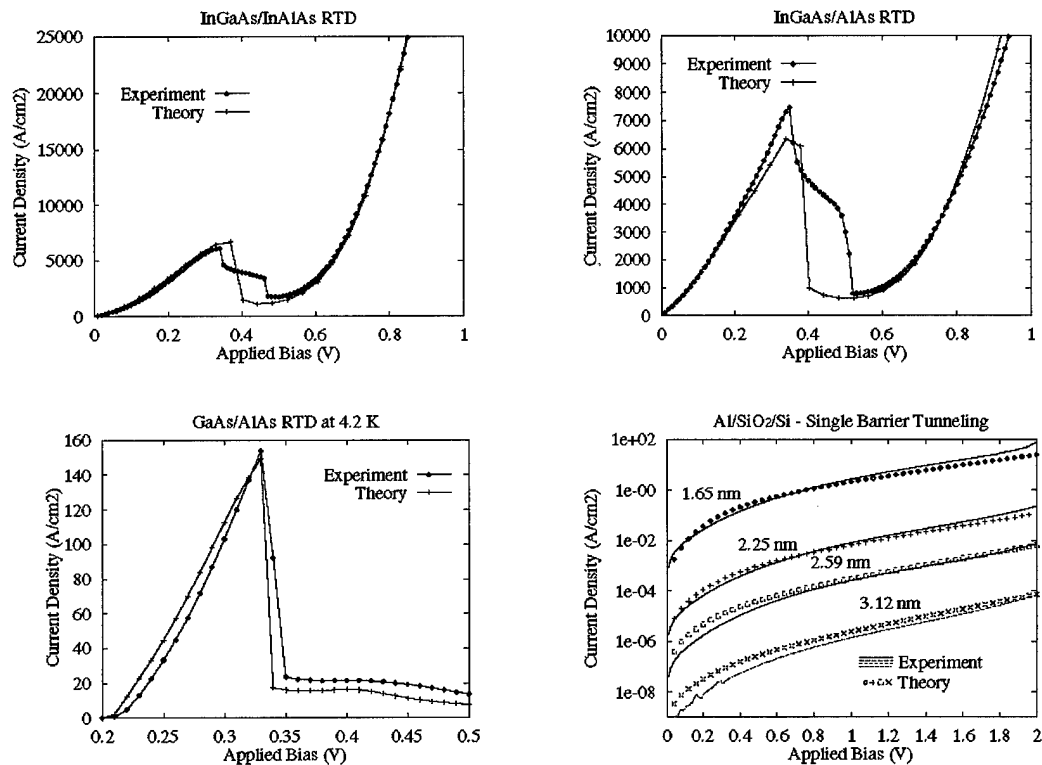 InGaAs/InAlAs RTD
25000
20000
15000
10000
5000
0
Current Density (A/cm2)
Experiment
Theory
0 0.2 0.4 0.6 0.8 1
Applied Bias (V)
InGaAs/AlAs RTD
10000
9000
8000
7000
6000
5000
4000
3000
2000
1000
0
Current Density (A/cm2)
Experiment
Theory
0 0.2 0.4 0.6 0.8 1
Applied Bias (V)
GaAs/AlAs RTD at 4.2 K
160
140
120
100
80
60
40
20
0
Current Density (A/cm2)
Experiment
Theory
0.2 0.25 0.3 0.35 0.4 0.45 0.5
Applied Bias (V)
Al/SiO2/Si - Single Barrier Tunneling
1e+02
1e-00
1e-02
1e-04
1e-06
1e-08
Current Density (A/cm2)
1.65 nm
2.25 nm
2.59 nm
3.12 nm
Experiment
Theory
0 0.2 0.4 0.6 0.8 1 1.2 1.4 1.6 1.8 2
Applied Bias (V)